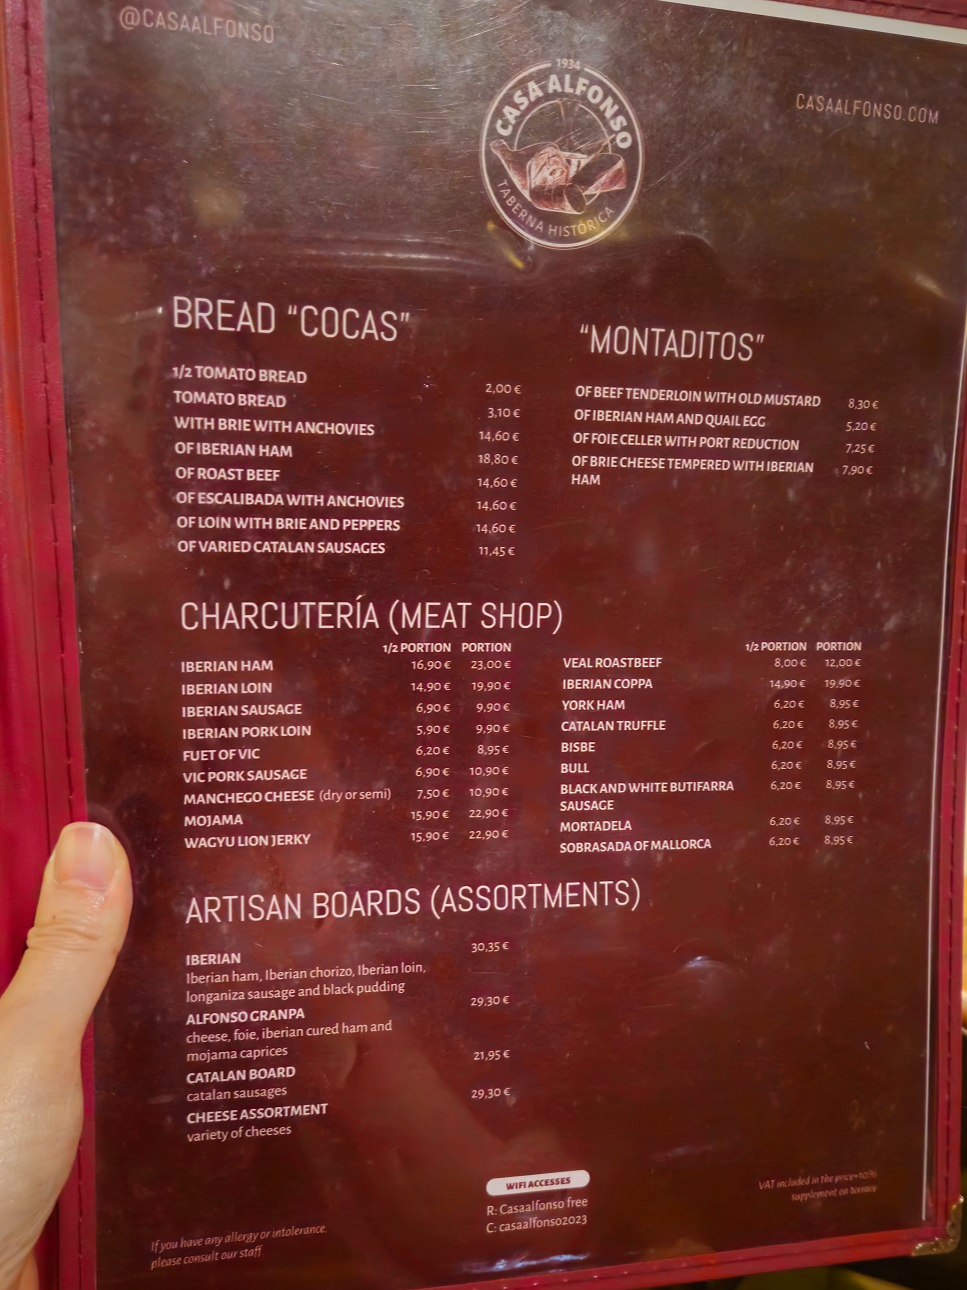 @CASAALFONSO
1934
CASA ALFONSO
TABERNA HISTÓRICA
CASAALFONSO.COM
BREAD “COCAS”
1/2 TOMATO BREAD 2,00 €
TOMATO BREAD 3,10 €
WITH BRIE WITH ANCHOVIES 14,60 €
OF IBERIAN HAM 18,80 €
OF ROAST BEEF 14,60 €
OF ESCALIBADA WITH ANCHOVIES 14,60 €
OF LOIN WITH BRIE AND PEPPERS 14,60 €
OF VARIED CATALAN SAUSAGES 11,45 €
“MONTADITOS”
OF BEEF TENDERLOIN WITH OLD MUSTARD 8,30 €
OF IBERIAN HAM AND QUAIL EGG 5,20 €
OF FOIE CELLER WITH PORT REDUCTION 7,25 €
OF BRIE CHEESE TEMPERED WITH IBERIAN 7,90 €
HAM
CHARCUTERÍA (MEAT SHOP)
1/2 PORTION PORTION
IBERIAN HAM 16,90 € 23,00 €
IBERIAN LOIN 14,90 € 19,90 €
IBERIAN SAUSAGE 6,90 € 9,90 €
IBERIAN PORK LOIN 5,90 € 9,90 €
FUET OF VIC 6,20 € 8,95 €
VIC PORK SAUSAGE 6,90 € 10,90 €
MANCHEGO CHEESE (dry or semi) 7,50 € 10,90 €
MOJAMA 15,90 € 22,90 €
WAGYU LION JERKY 15,90 € 22,90 €
1/2 PORTION PORTION
VEAL ROASTBEEF 8,00 € 12,00 €
IBERIAN COPPA 14,90 € 19,90 €
YORK HAM 6,20 € 8,95 €
CATALAN TRUFFLE 6,20 € 8,95 €
BISBE 6,20 € 8,95 €
BULL 6,20 € 8,95 €
BLACK AND WHITE BUTIFARRA 6,20 € 8,95 €
SAUSAGE
MORTADELA 6,20 € 8,95 €
SOBRASADA OF MALLORCA 6,20 € 8,95 €
ARTISAN BOARDS (ASSORTMENTS)
IBERIAN 30,35 €
Iberian ham, Iberian chorizo, Iberian loin,
longaniza sausage and black pudding
ALFONSO GRANPA 29,30 €
cheese, foie, iberian cured ham and
mojama caprices
CATALAN BOARD 21,95 €
catalan sausages
CHEESE ASSORTMENT 29,30 €
variety of cheeses
WIFI ACCESSES
R: Casaalfonso free
C: casaalfonso2023
VAT included in the price+10%
supplement on terrace
If you have any allergy or intolerance,
please consult our staff